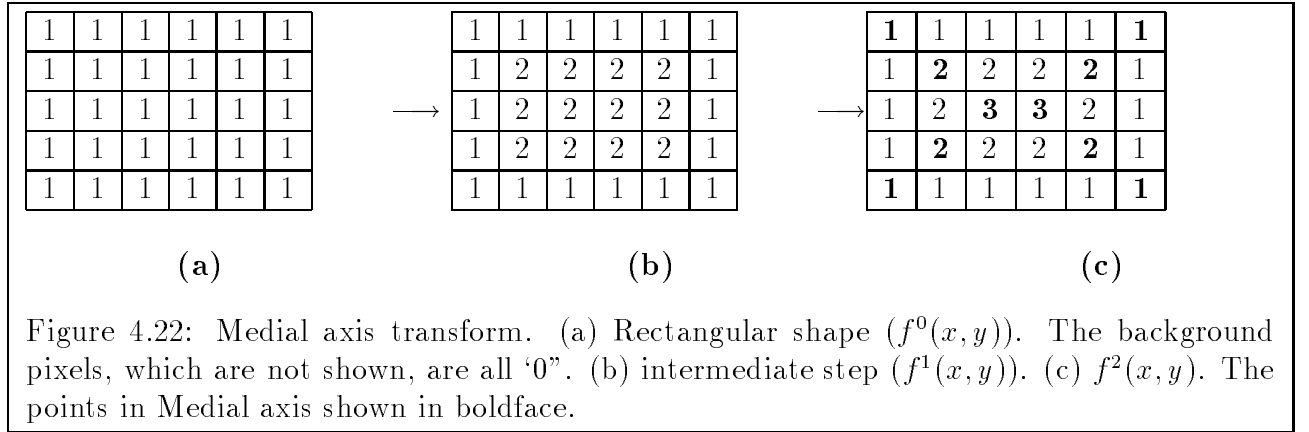 1 1 1 1 1 1 1 1 1 1 1 1 1 1 1 1 1 1
1 1 1 1 1 1 1 2 2 2 2 1 1 2 2 2 2 1
1 1 1 1 1 1 → 1 2 2 2 2 1 → 1 2 3 3 2 1
1 1 1 1 1 1 1 2 2 2 2 1 1 2 2 2 2 1
1 1 1 1 1 1 1 1 1 1 1 1 1 1 1 1 1 1
(a) (b) (c)
Figure 4.22: Medial axis transform. (a) Rectangular shape (f⁰(x, y)). The background
pixels, which are not shown, are all ‘0”. (b) intermediate step (f¹(x, y)). (c) f²(x, y). The
points in Medial axis shown in boldface.